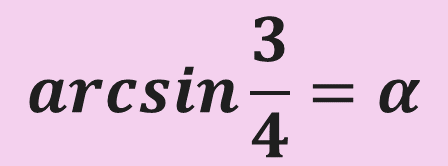 arcsin 3/4 = α